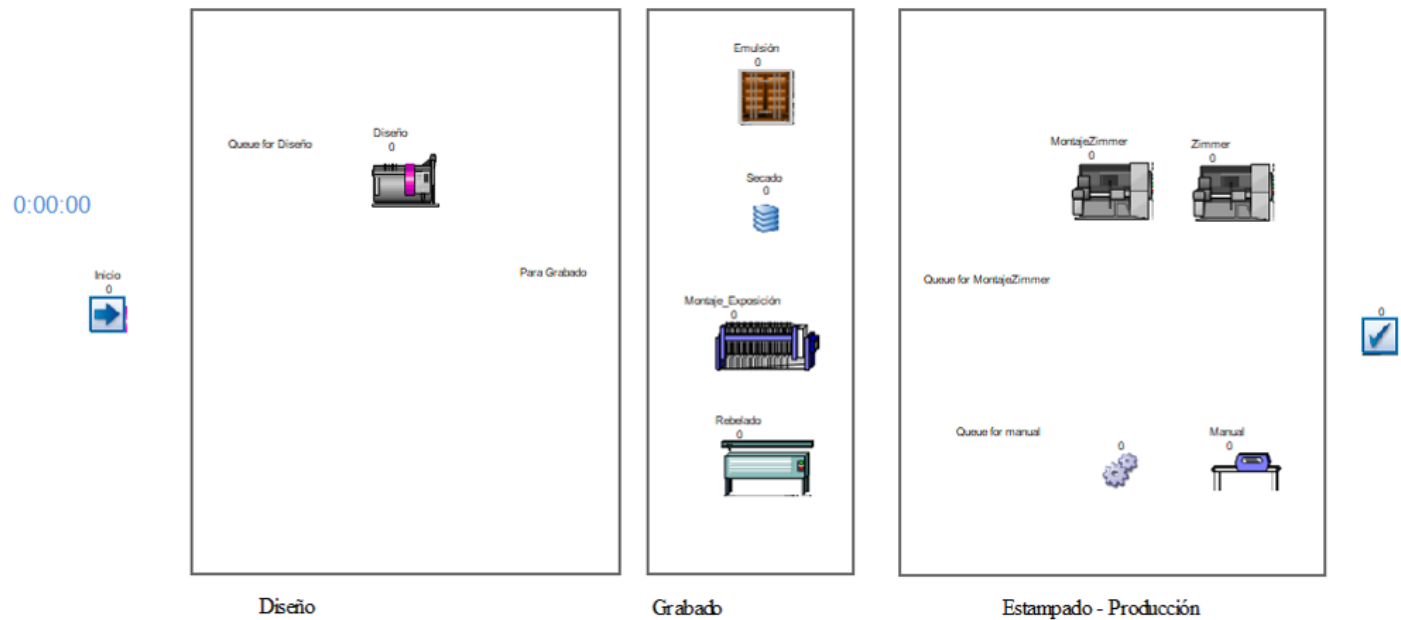 0:00:00
Inicio
0
Queue for Diseño
Diseño
0
Para Grabado
Diseño
Emulsión
0
Secado
0
Montaje_Exposición
0
Rebelado
0
Grabado
MontajeZimmer
0
Zimmer
0
Queue for MontajeZimmer
Queue for manual
0
Manual
0
Estampado - Producción
0